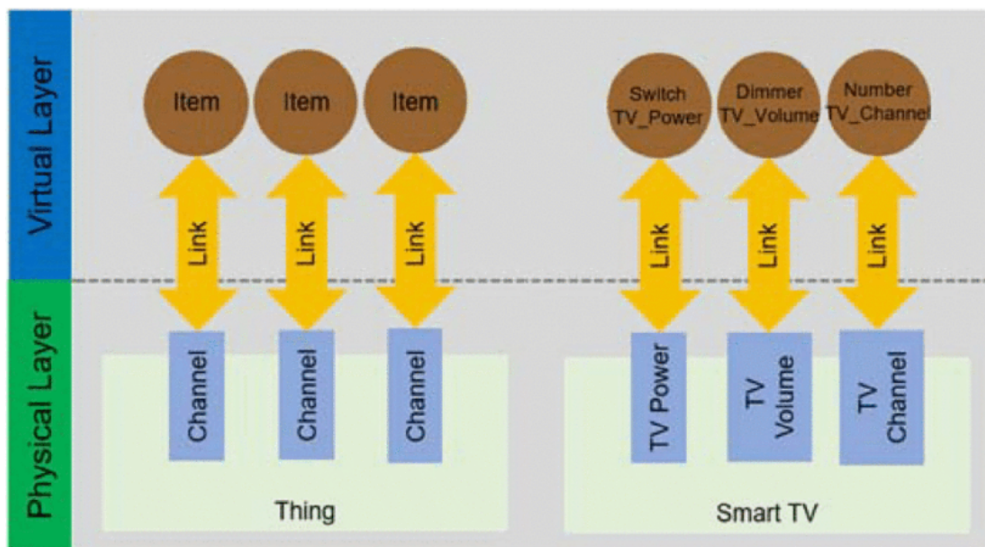 Virtual Layer
Item
Item
Item
Switch
TV_Power
Dimmer
TV_Volume
Number
TV_Channel
Link
Link
Link
Link
Link
Link
Physical Layer
Channel
Channel
Channel
TV Power
TV
Volume
TV
Channel
Thing
Smart TV